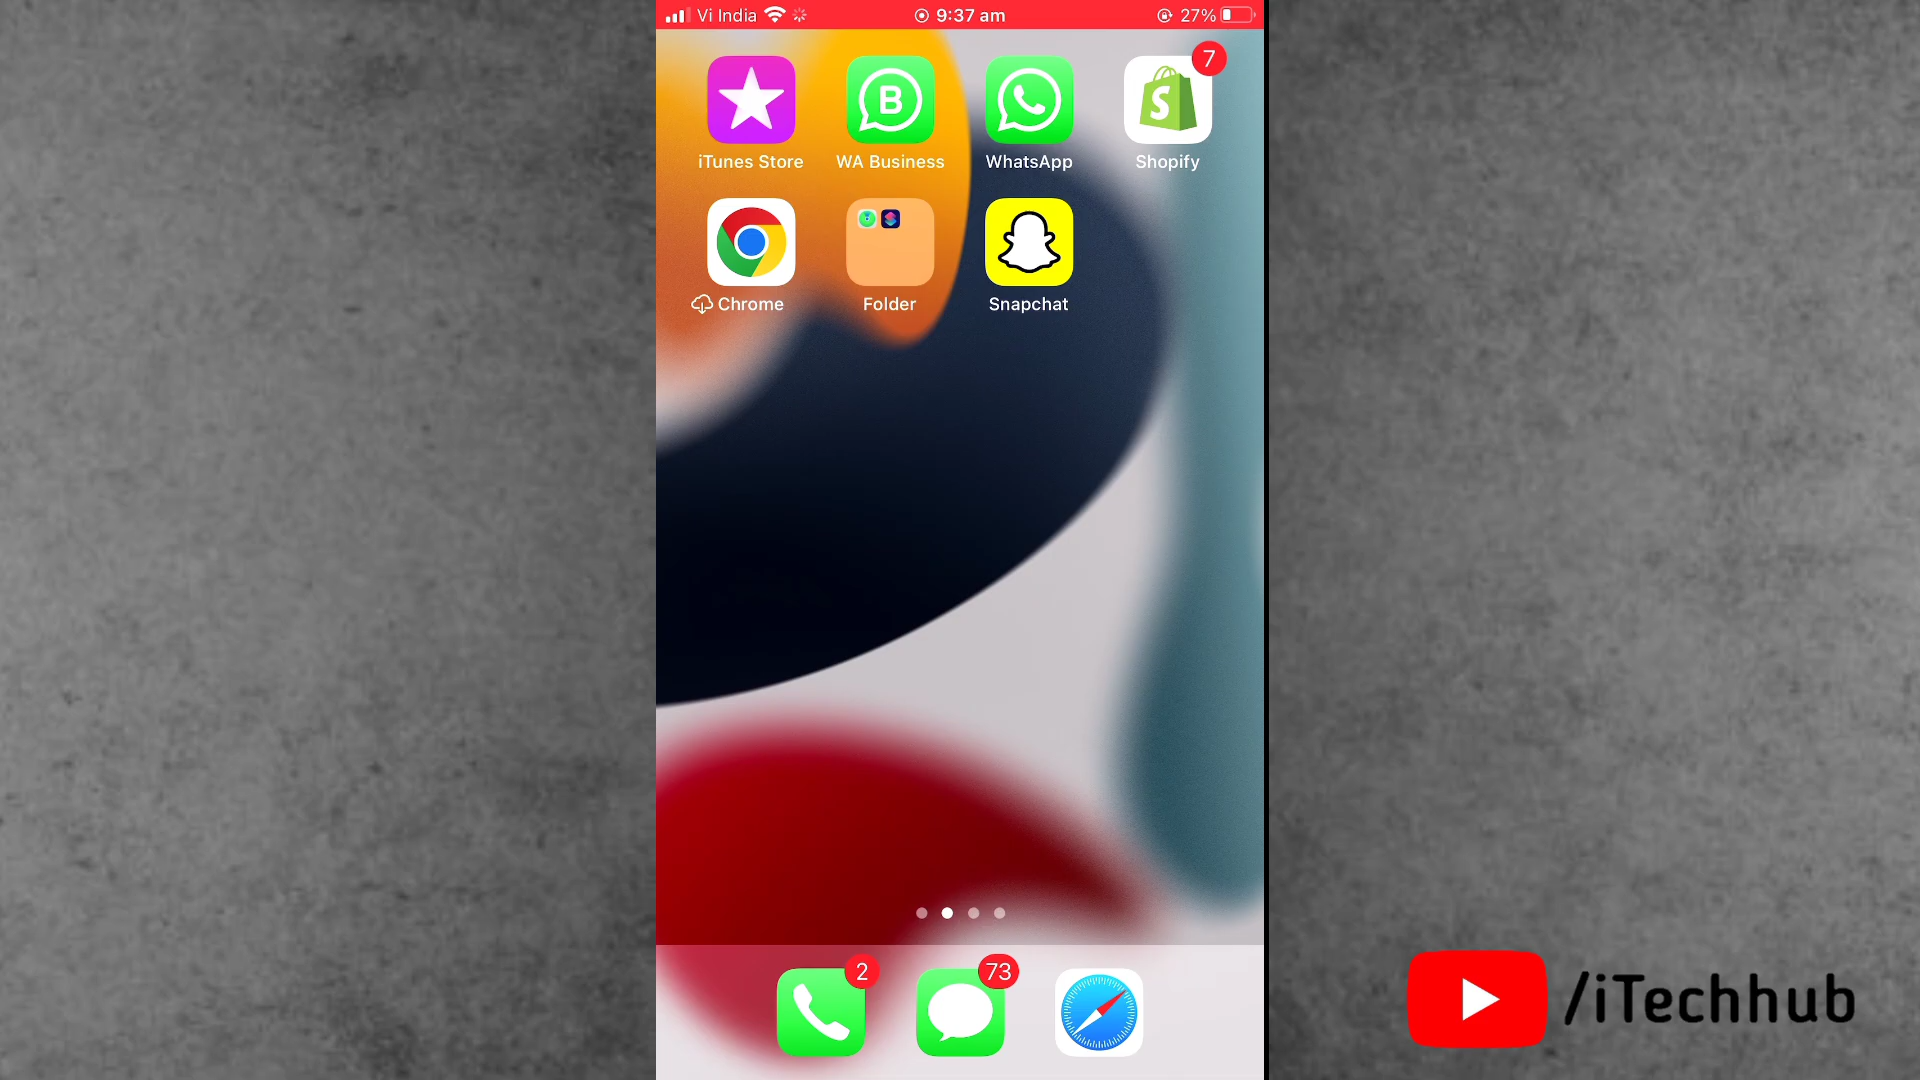 Vi India 9:37 am 27%
7
iTunes Store WA Business WhatsApp Shopify
Chrome Folder Snapchat
2 73
/iTechhub